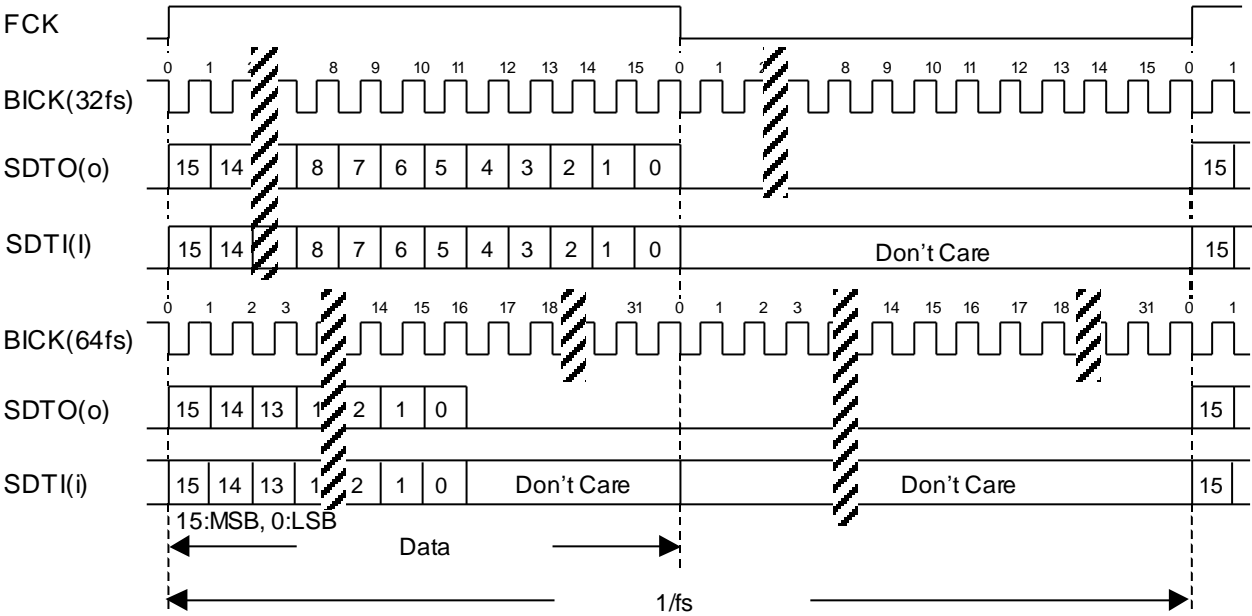 FCK
0 1 8 9 10 11 12 13 14 15 0 1 8 9 10 11 12 13 14 15 0 1
BICK(32fs)
SDTO(o) 15 14 8 7 6 5 4 3 2 1 0 15
SDTI(I) 15 14 8 7 6 5 4 3 2 1 0 Don't Care 15
0 1 2 3 14 15 16 17 18 31 0 1 2 3 14 15 16 17 18 31 0 1
BICK(64fs)
SDTO(o) 15 14 13 1 2 1 0 15
SDTI(i) 15 14 13 1 2 1 0 Don't Care Don't Care 15
15:MSB, 0:LSB
Data
1/fs